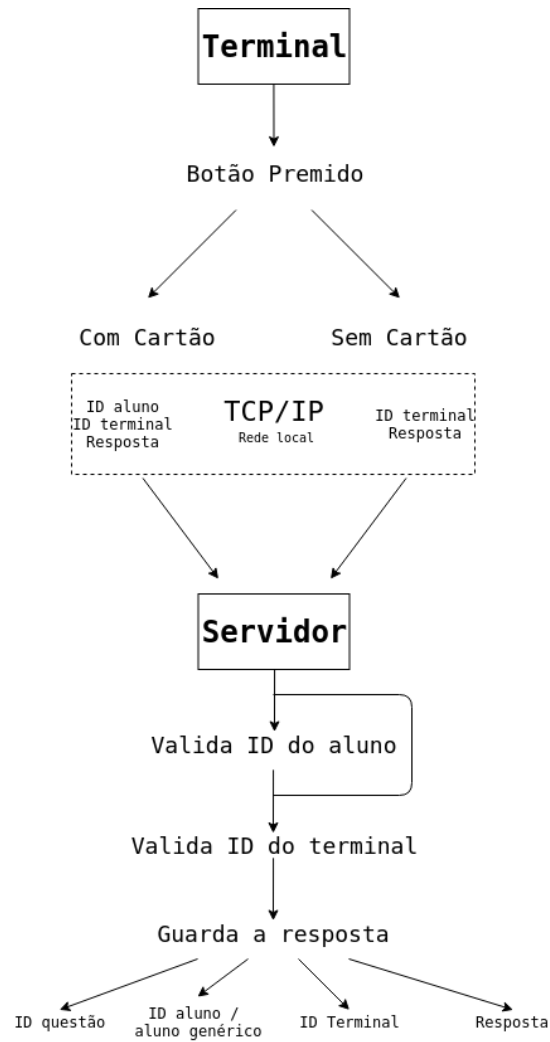 Terminal
Botão Premido
Com Cartão
Sem Cartão
ID aluno
ID terminal
Resposta
TCP/IP
Rede local
ID terminal
Resposta
Servidor
Valida ID do aluno
Valida ID do terminal
Guarda a resposta
ID questão
ID aluno /
aluno genérico
ID Terminal
Resposta